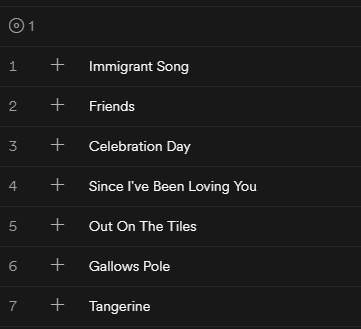 1
1 Immigrant Song
2 Friends
3 Celebration Day
4 Since I've Been Loving You
5 Out On The Tiles
6 Gallows Pole
7 Tangerine